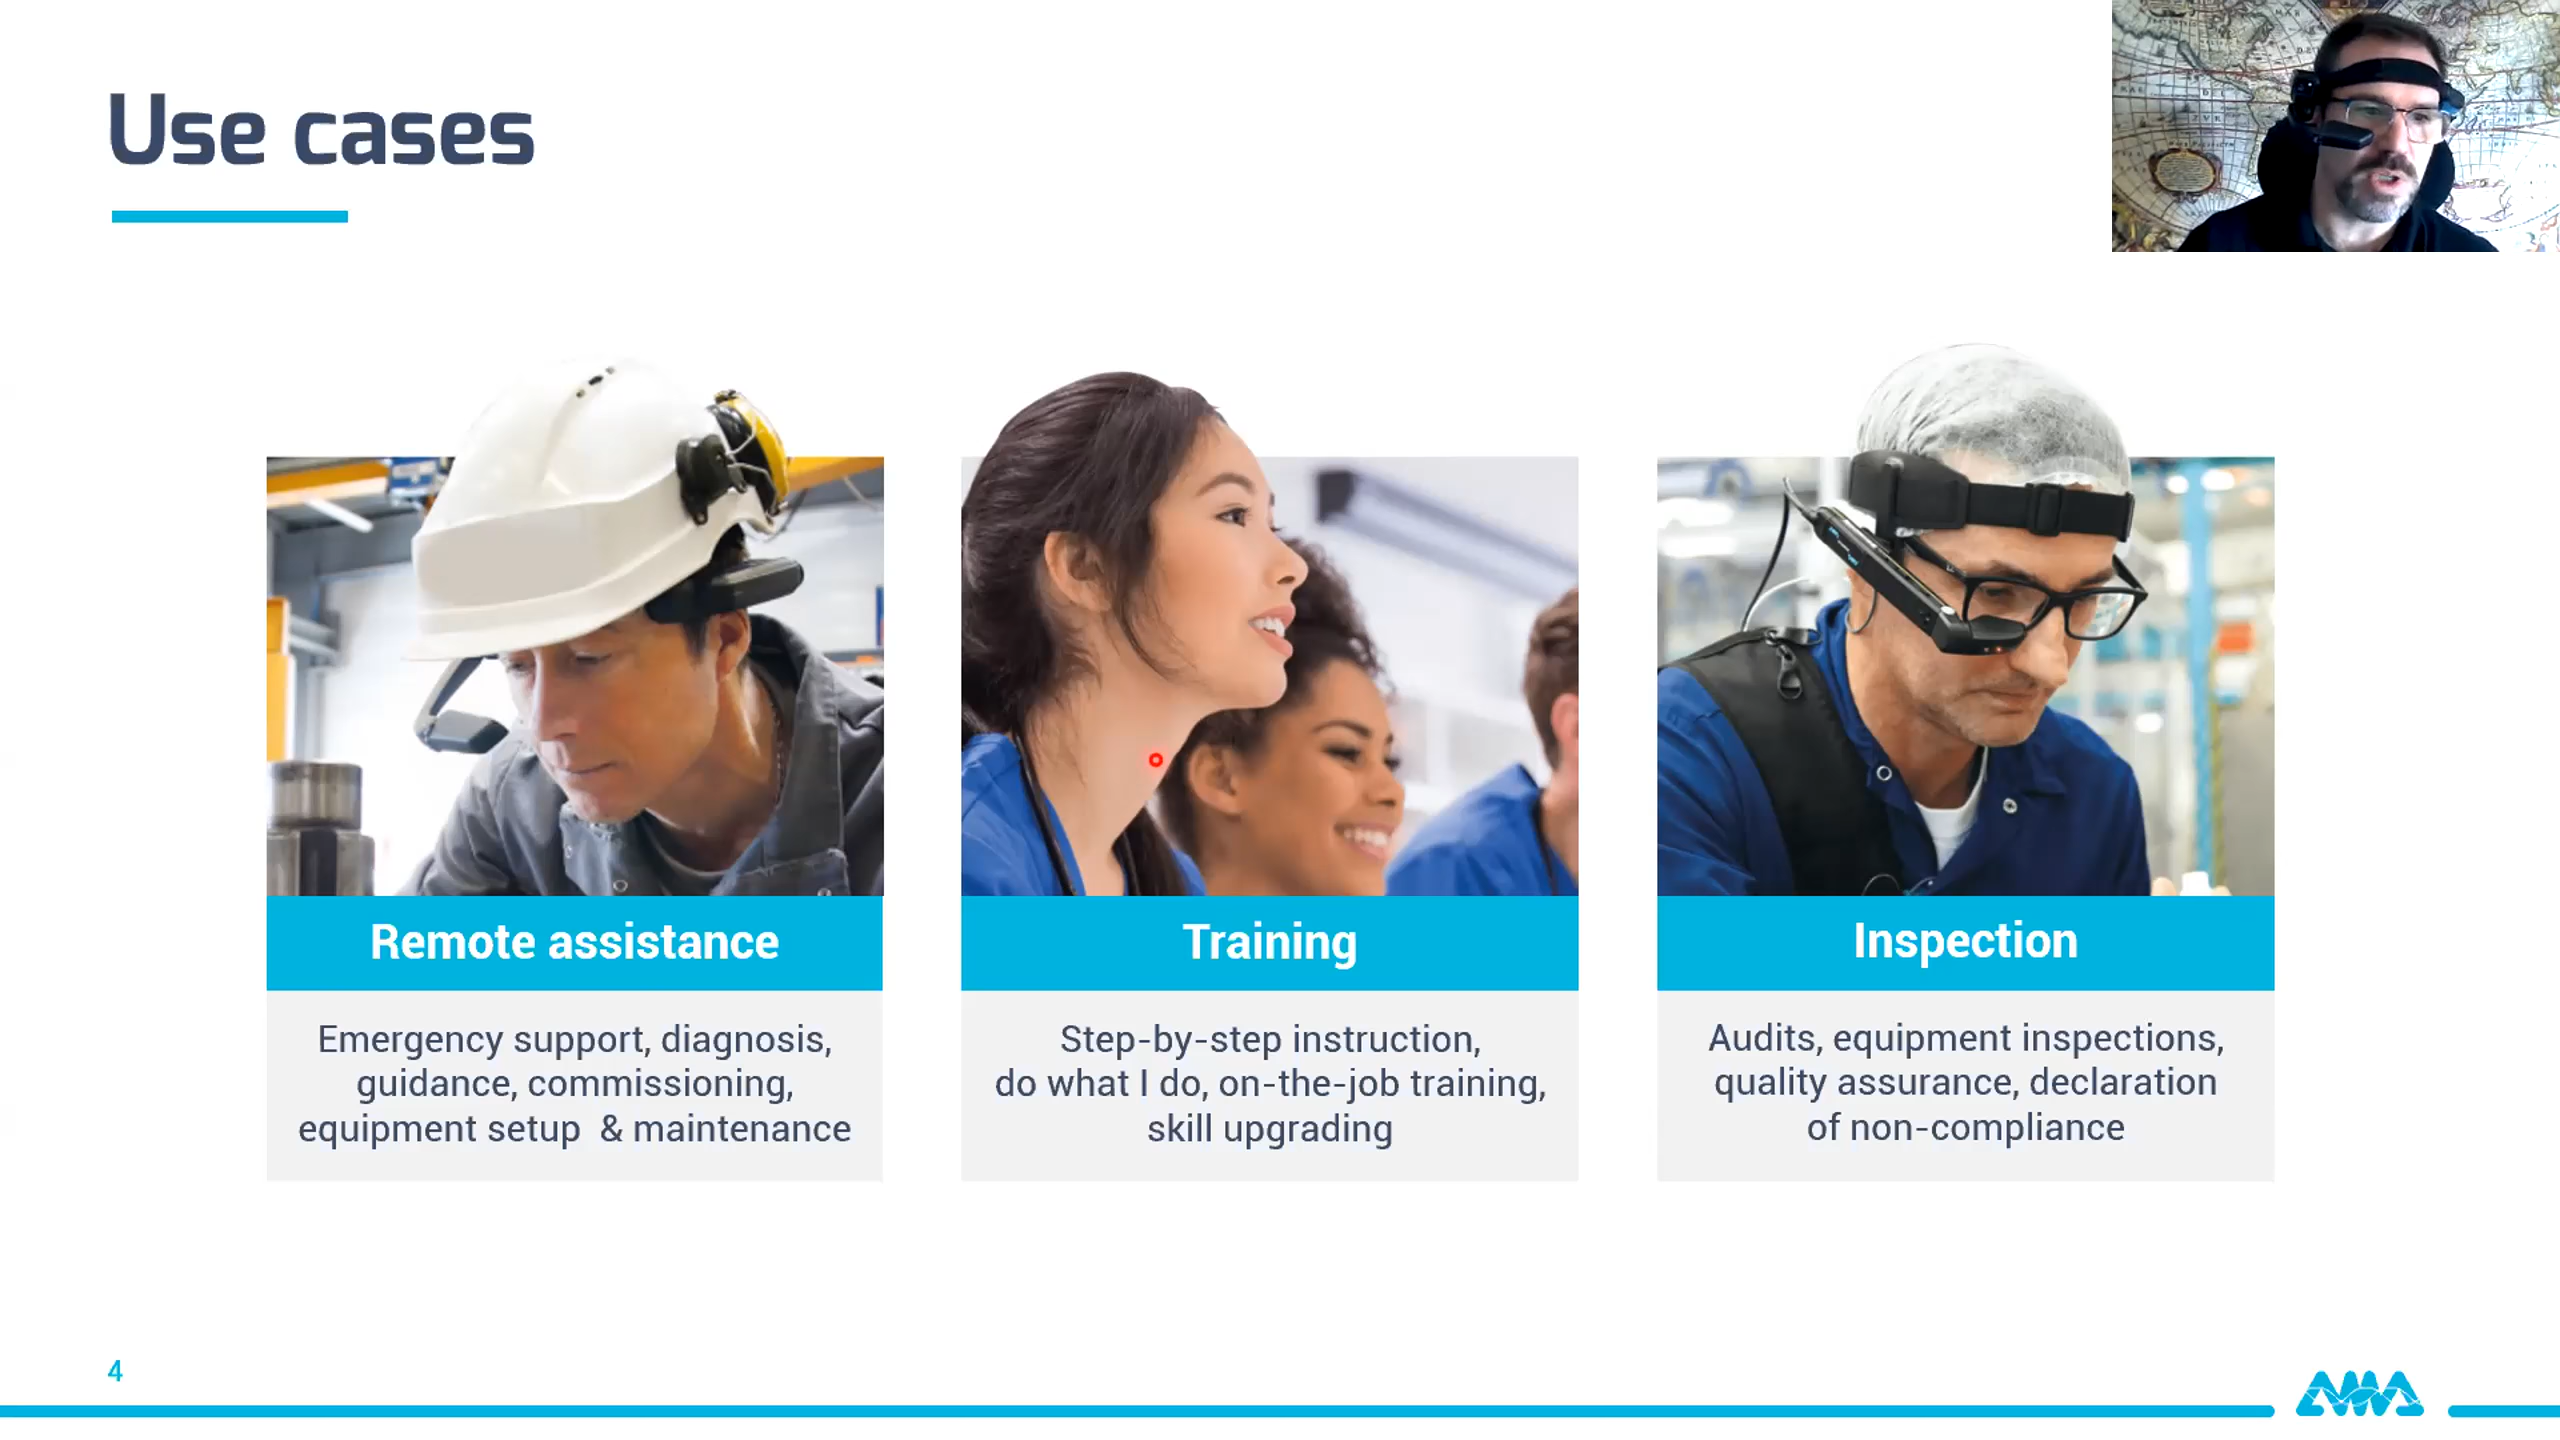 Use cases
Remote assistance
Emergency support, diagnosis,
guidance, commissioning,
equipment setup  & maintenance
Training
Step-by-step instruction,
do what I do, on-the-job training,
skill upgrading
Inspection
Audits, equipment inspections,
quality assurance, declaration
of non-compliance
4
AMA